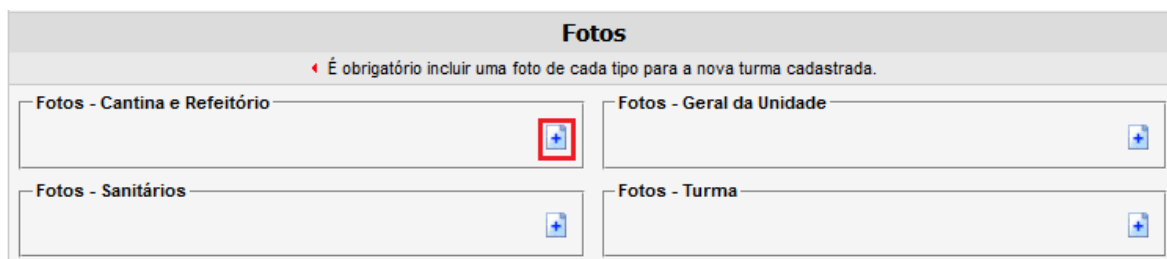 Fotos
É obrigatório incluir uma foto de cada tipo para a nova turma cadastrada.
Fotos - Cantina e Refeitório
Fotos - Geral da Unidade
Fotos - Sanitários
Fotos - Turma